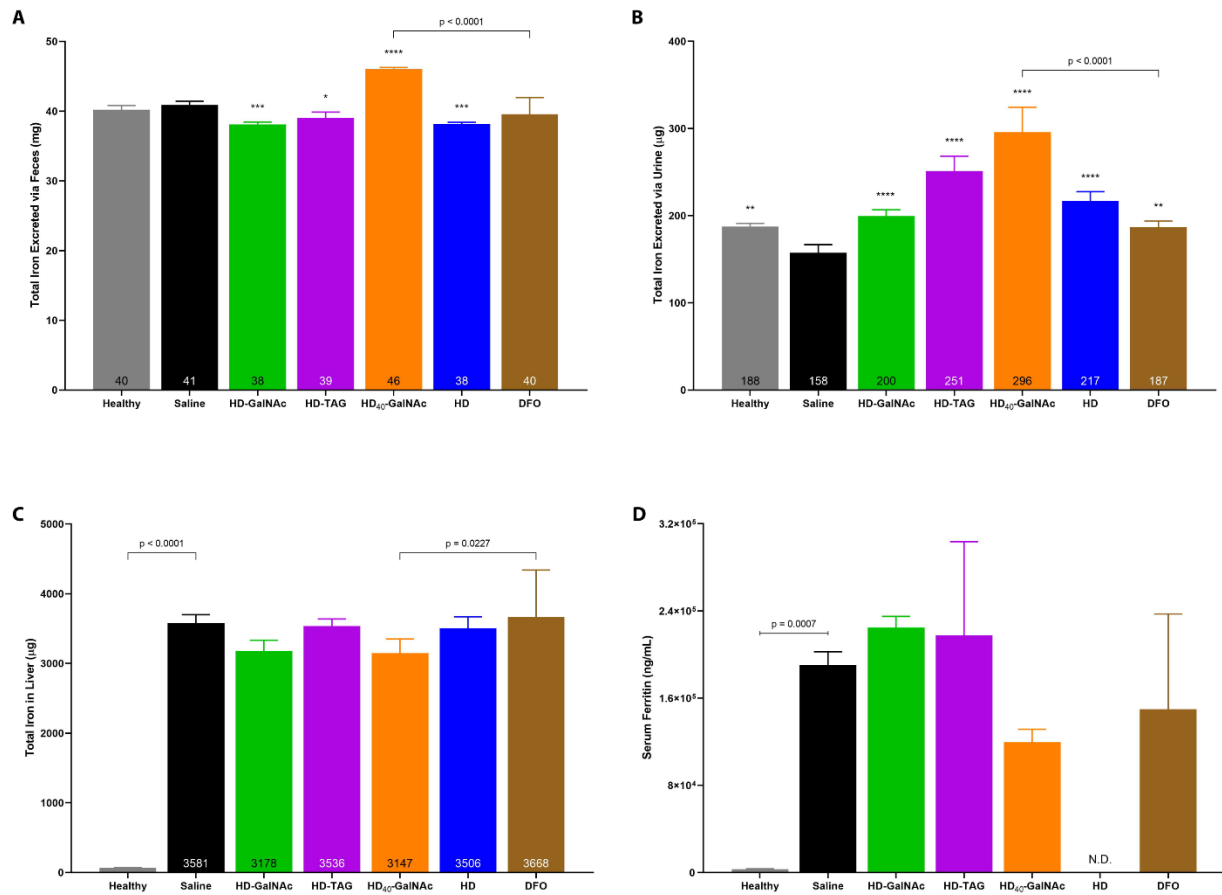 A
p < 0.0001
Total Iron Excreted via Feces (mg)
50
40
30
20
10
0
***
*
****
***
40 41 38 39 46 38 40
Healthy Saline HD-GalNAc HD-TAG HD₄₀-GalNAc HD DFO
B
p < 0.0001
Total Iron Excreted via Urine (µg)
400
300
200
100
0
**
****
****
****
****
**
188 158 200 251 296 217 187
Healthy Saline HD-GalNAc HD-TAG HD₄₀-GalNAc HD DFO
C
p < 0.0001
p = 0.0227
Total Iron in Liver (µg)
5000
4000
3000
2000
1000
0
3581 3178 3536 3147 3506 3668
Healthy Saline HD-GalNAc HD-TAG HD₄₀-GalNAc HD DFO
D
p = 0.0007
Serum Ferritin (ng/mL)
3.2×10⁵
2.4×10⁵
1.6×10⁵
8×10⁴
0
N.D.
Healthy Saline HD-GalNAc HD-TAG HD₄₀-GalNAc HD DFO